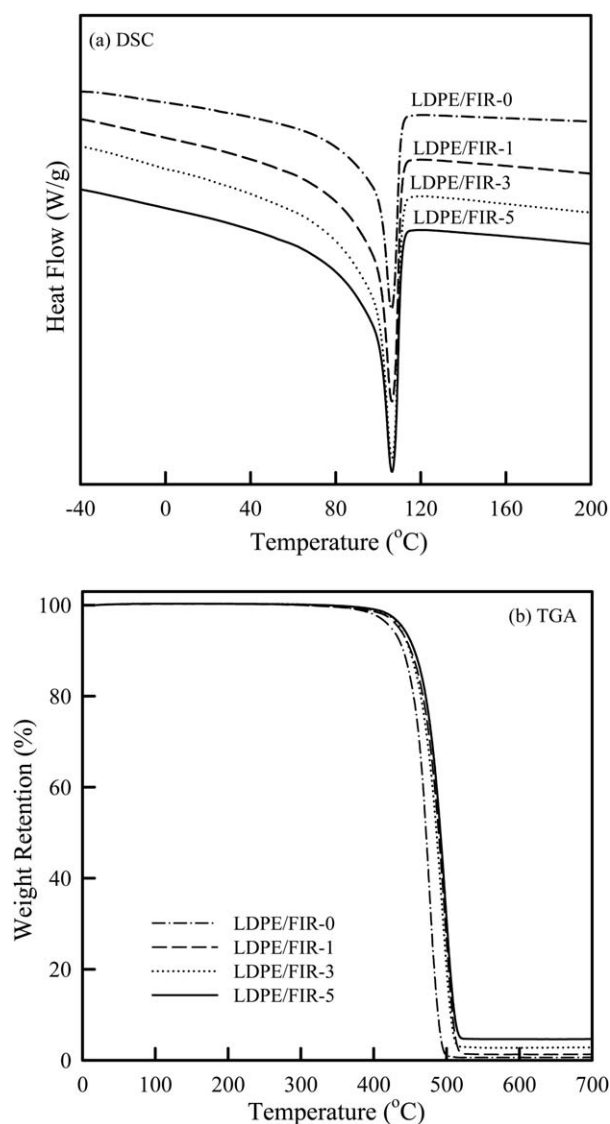 (a) DSC
LDPE/FIR-0
LDPE/FIR-1
LDPE/FIR-3
LDPE/FIR-5
Heat Flow (W/g)
-40 0 40 80 120 160 200
Temperature (°C)
(b) TGA
100
80
60
40
20
0
Weight Retention (%)
LDPE/FIR-0
LDPE/FIR-1
LDPE/FIR-3
LDPE/FIR-5
0 100 200 300 400 500 600 700
Temperature (°C)